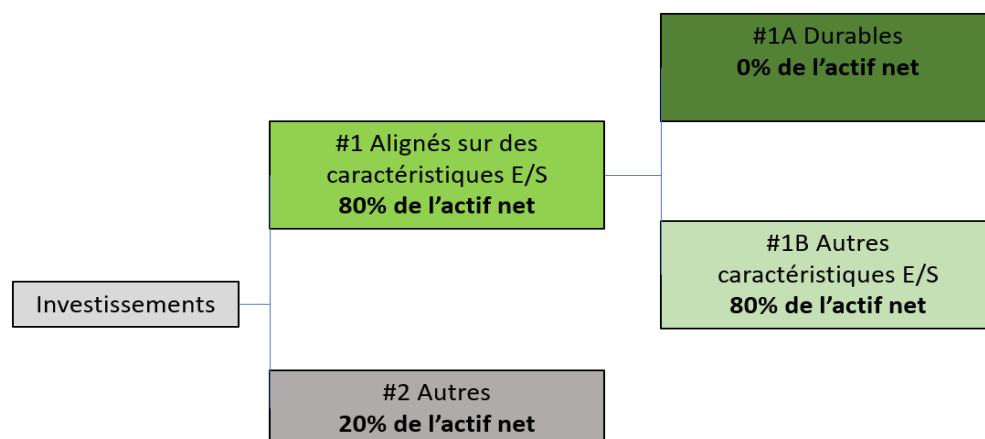 #1A Durables
0% de l’actif net
#1 Alignés sur des
caractéristiques E/S
80% de l’actif net
#1B Autres
caractéristiques E/S
80% de l’actif net
Investissements
#2 Autres
20% de l’actif net